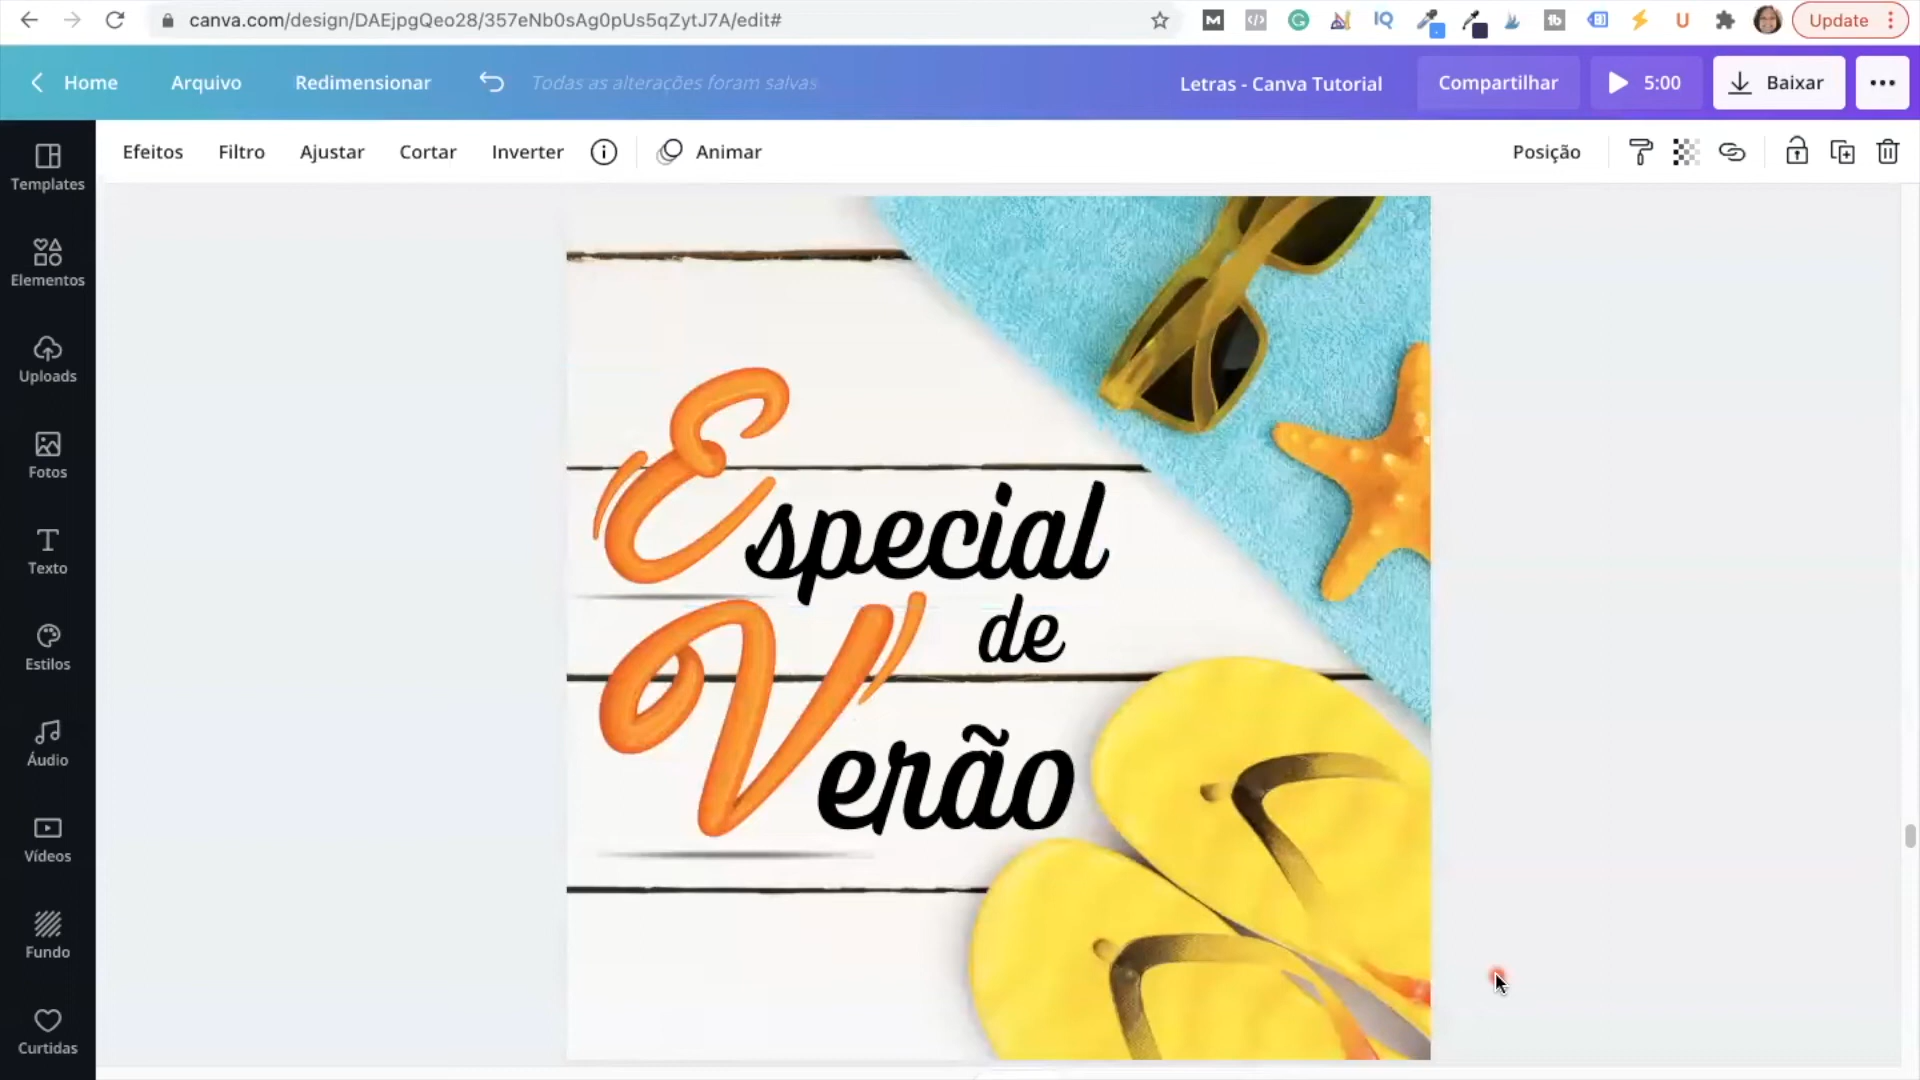 canva.com/design/DAEjpgQeo28/357eNb0sAg0pUs5qZytJ7A/edit#
Update
Home
Arquivo
Redimensionar
Todas as alterações foram salvas
Letras - Canva Tutorial
Compartilhar
5:00
Baixar
Efeitos
Filtro
Ajustar
Cortar
Inverter
Animar
Posição
Templates
Elementos
Uploads
Fotos
Texto
Estilos
Áudio
Vídeos
Fundo
Curtidas
Especial
de
Verão